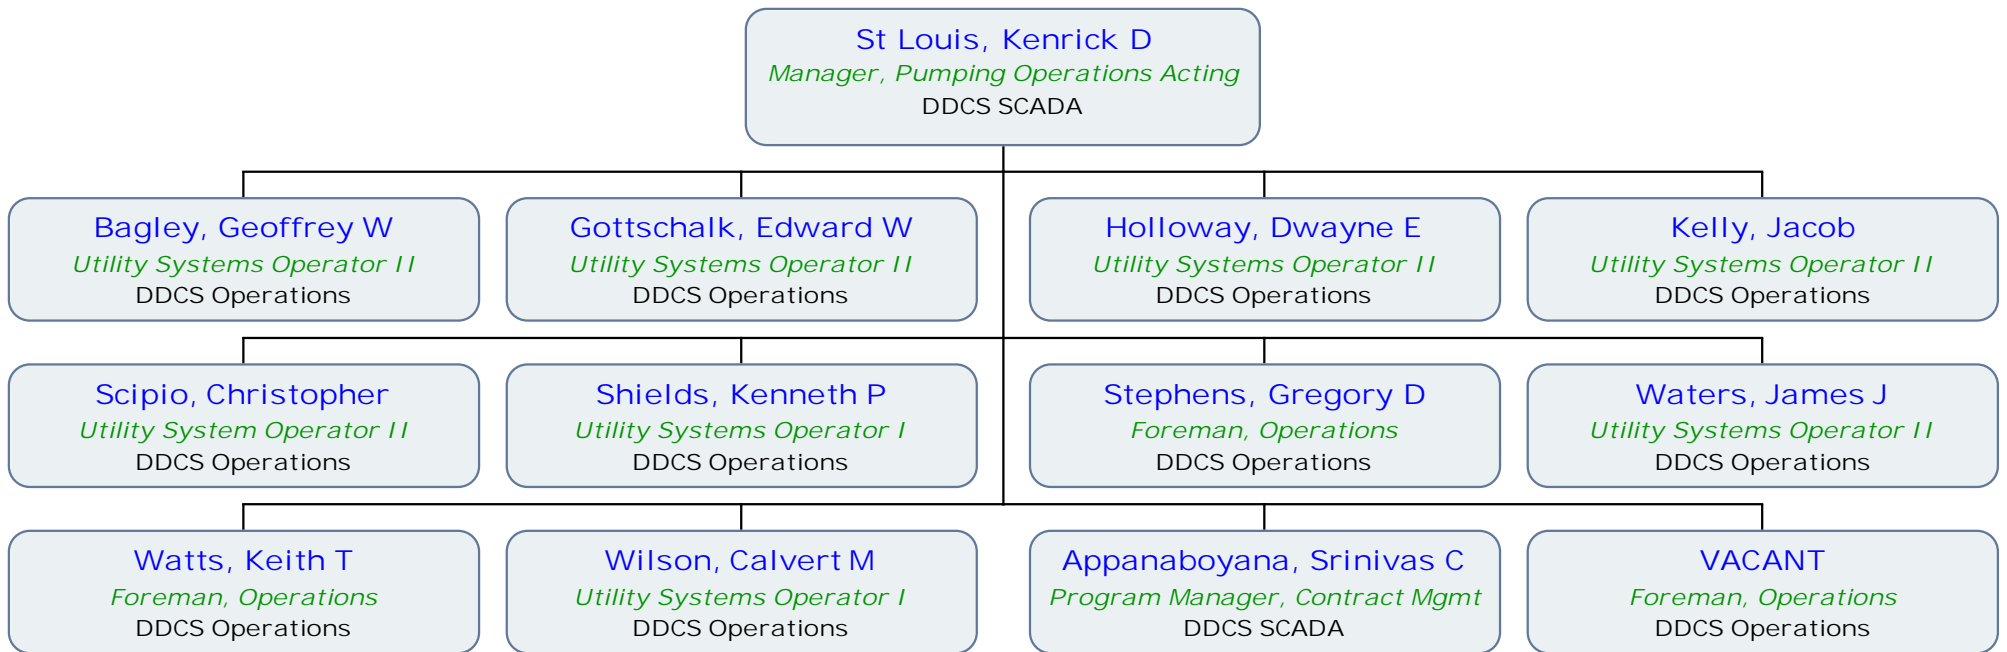 St Louis, Kenrick D
Manager, Pumping Operations Acting
DDCS SCADA
Bagley, Geoffrey W
Utility Systems Operator II
DDCS Operations
Gottschalk, Edward W
Utility Systems Operator II
DDCS Operations
Holloway, Dwayne E
Utility Systems Operator II
DDCS Operations
Kelly, Jacob
Utility Systems Operator II
DDCS Operations
Scipio, Christopher
Utility System Operator II
DDCS Operations
Shields, Kenneth P
Utility Systems Operator I
DDCS Operations
Stephens, Gregory D
Foreman, Operations
DDCS Operations
Waters, James J
Utility Systems Operator II
DDCS Operations
Watts, Keith T
Foreman, Operations
DDCS Operations
Wilson, Calvert M
Utility Systems Operator I
DDCS Operations
Appanaboyana, Srinivas C
Program Manager, Contract Mgmt
DDCS SCADA
VACANT
Foreman, Operations
DDCS Operations